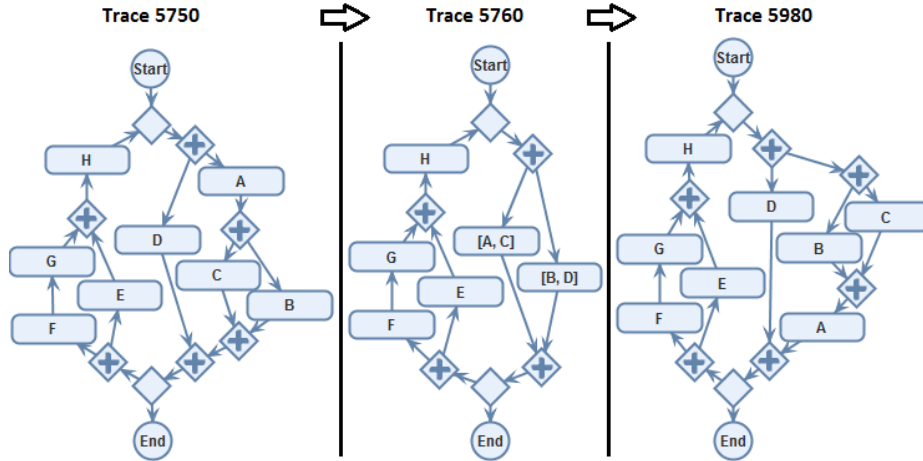 Trace 5750
Trace 5760
Trace 5980
Start
H
A
D
G
C
E
B
F
End
Start
H
[A, C]
G
[B, D]
E
F
End
Start
H
D
C
G
B
E
F
A
End